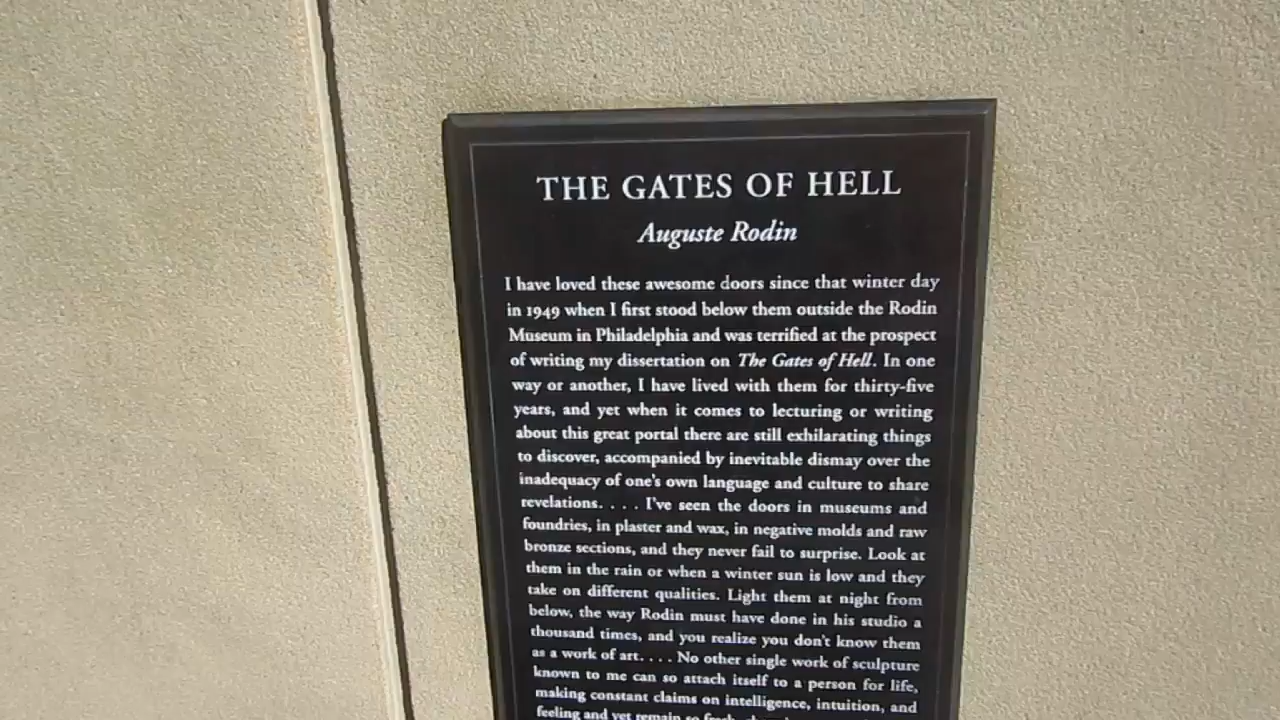 THE GATES OF HELL
Auguste Rodin
I have loved these awesome doors since that winter day
in 1949 when I first stood below them outside the Rodin
Museum in Philadelphia and was terrified at the prospect
of writing my dissertation on The Gates of Hell. In one
way or another, I have lived with them for thirty-five
years, and yet when it comes to lecturing or writing
about this great portal there are still exhilarating things
to discover, accompanied by inevitable dismay over the
inadequacy of one's own language and culture to share
revelations. . . . I've seen the doors in museums and
foundries, in plaster and wax, in negative molds and raw
bronze sections, and they never fail to surprise. Look at
them in the rain or when a winter sun is low and they
take on different qualities. Light them at night from
below, the way Rodin must have done in his studio a
thousand times, and you realize you don't know them
as a work of art. . . . No other single work of sculpture
known to me can so attach itself to a person for life,
making constant claims on intelligence, intuition, and
feeling and yet remain so fresh